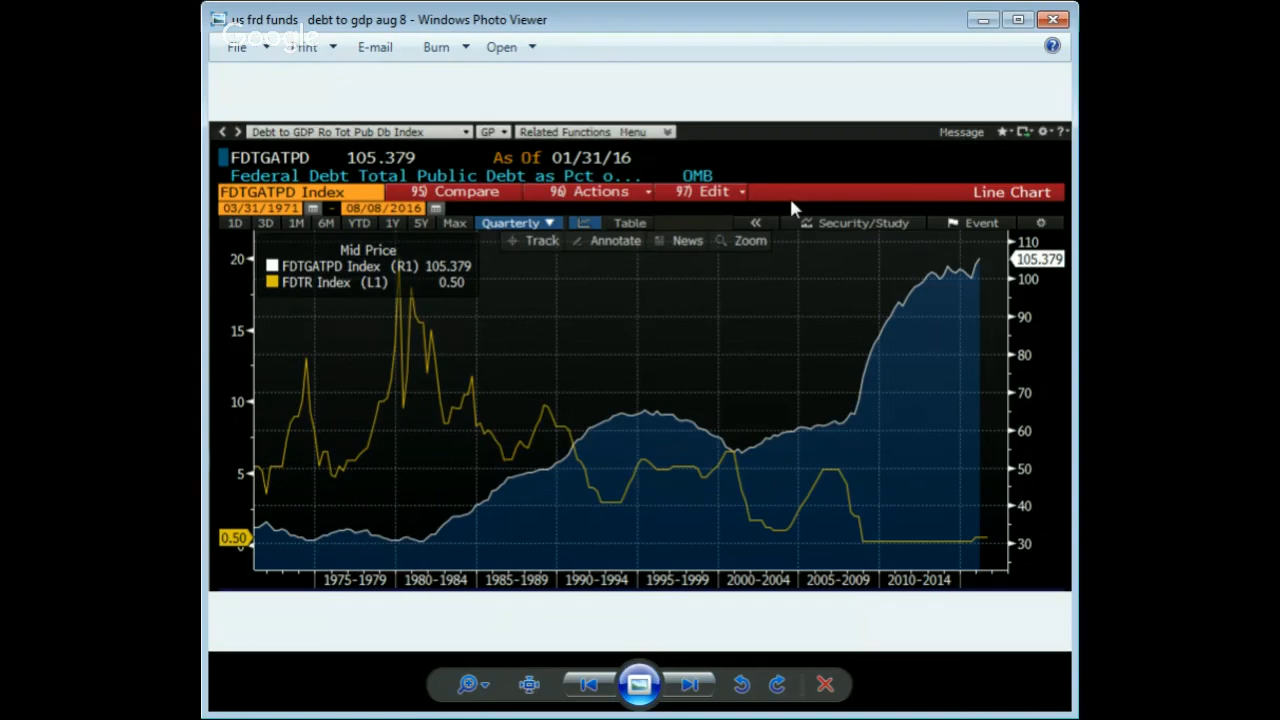 us frd funds debt to gdp aug 8 - Windows Photo Viewer
Google
File Print E-mail Burn Open
Debt to GDP Ro Tot Pub Db Index GP Related Functions Menu Message
FDTGATPD 105.379 As Of 01/31/16
Federal Debt Total Public Debt as Pct o... OMB
FDTGATPD Index 95) Compare 96) Actions 97) Edit Line Chart
03/31/1971 - 08/08/2016
1D 3D 1M 6M YTD 1Y 5Y Max Quarterly Table « Security/Study Event
Track Annotate News Zoom
Mid Price
FDTGATPD Index (R1) 105.379
FDTR Index (L1) 0.50
20
15
10
5
0.50
0
110
105.379
100
90
80
70
60
50
40
30
1975-1979 1980-1984 1985-1989 1990-1994 1995-1999 2000-2004 2005-2009 2010-2014